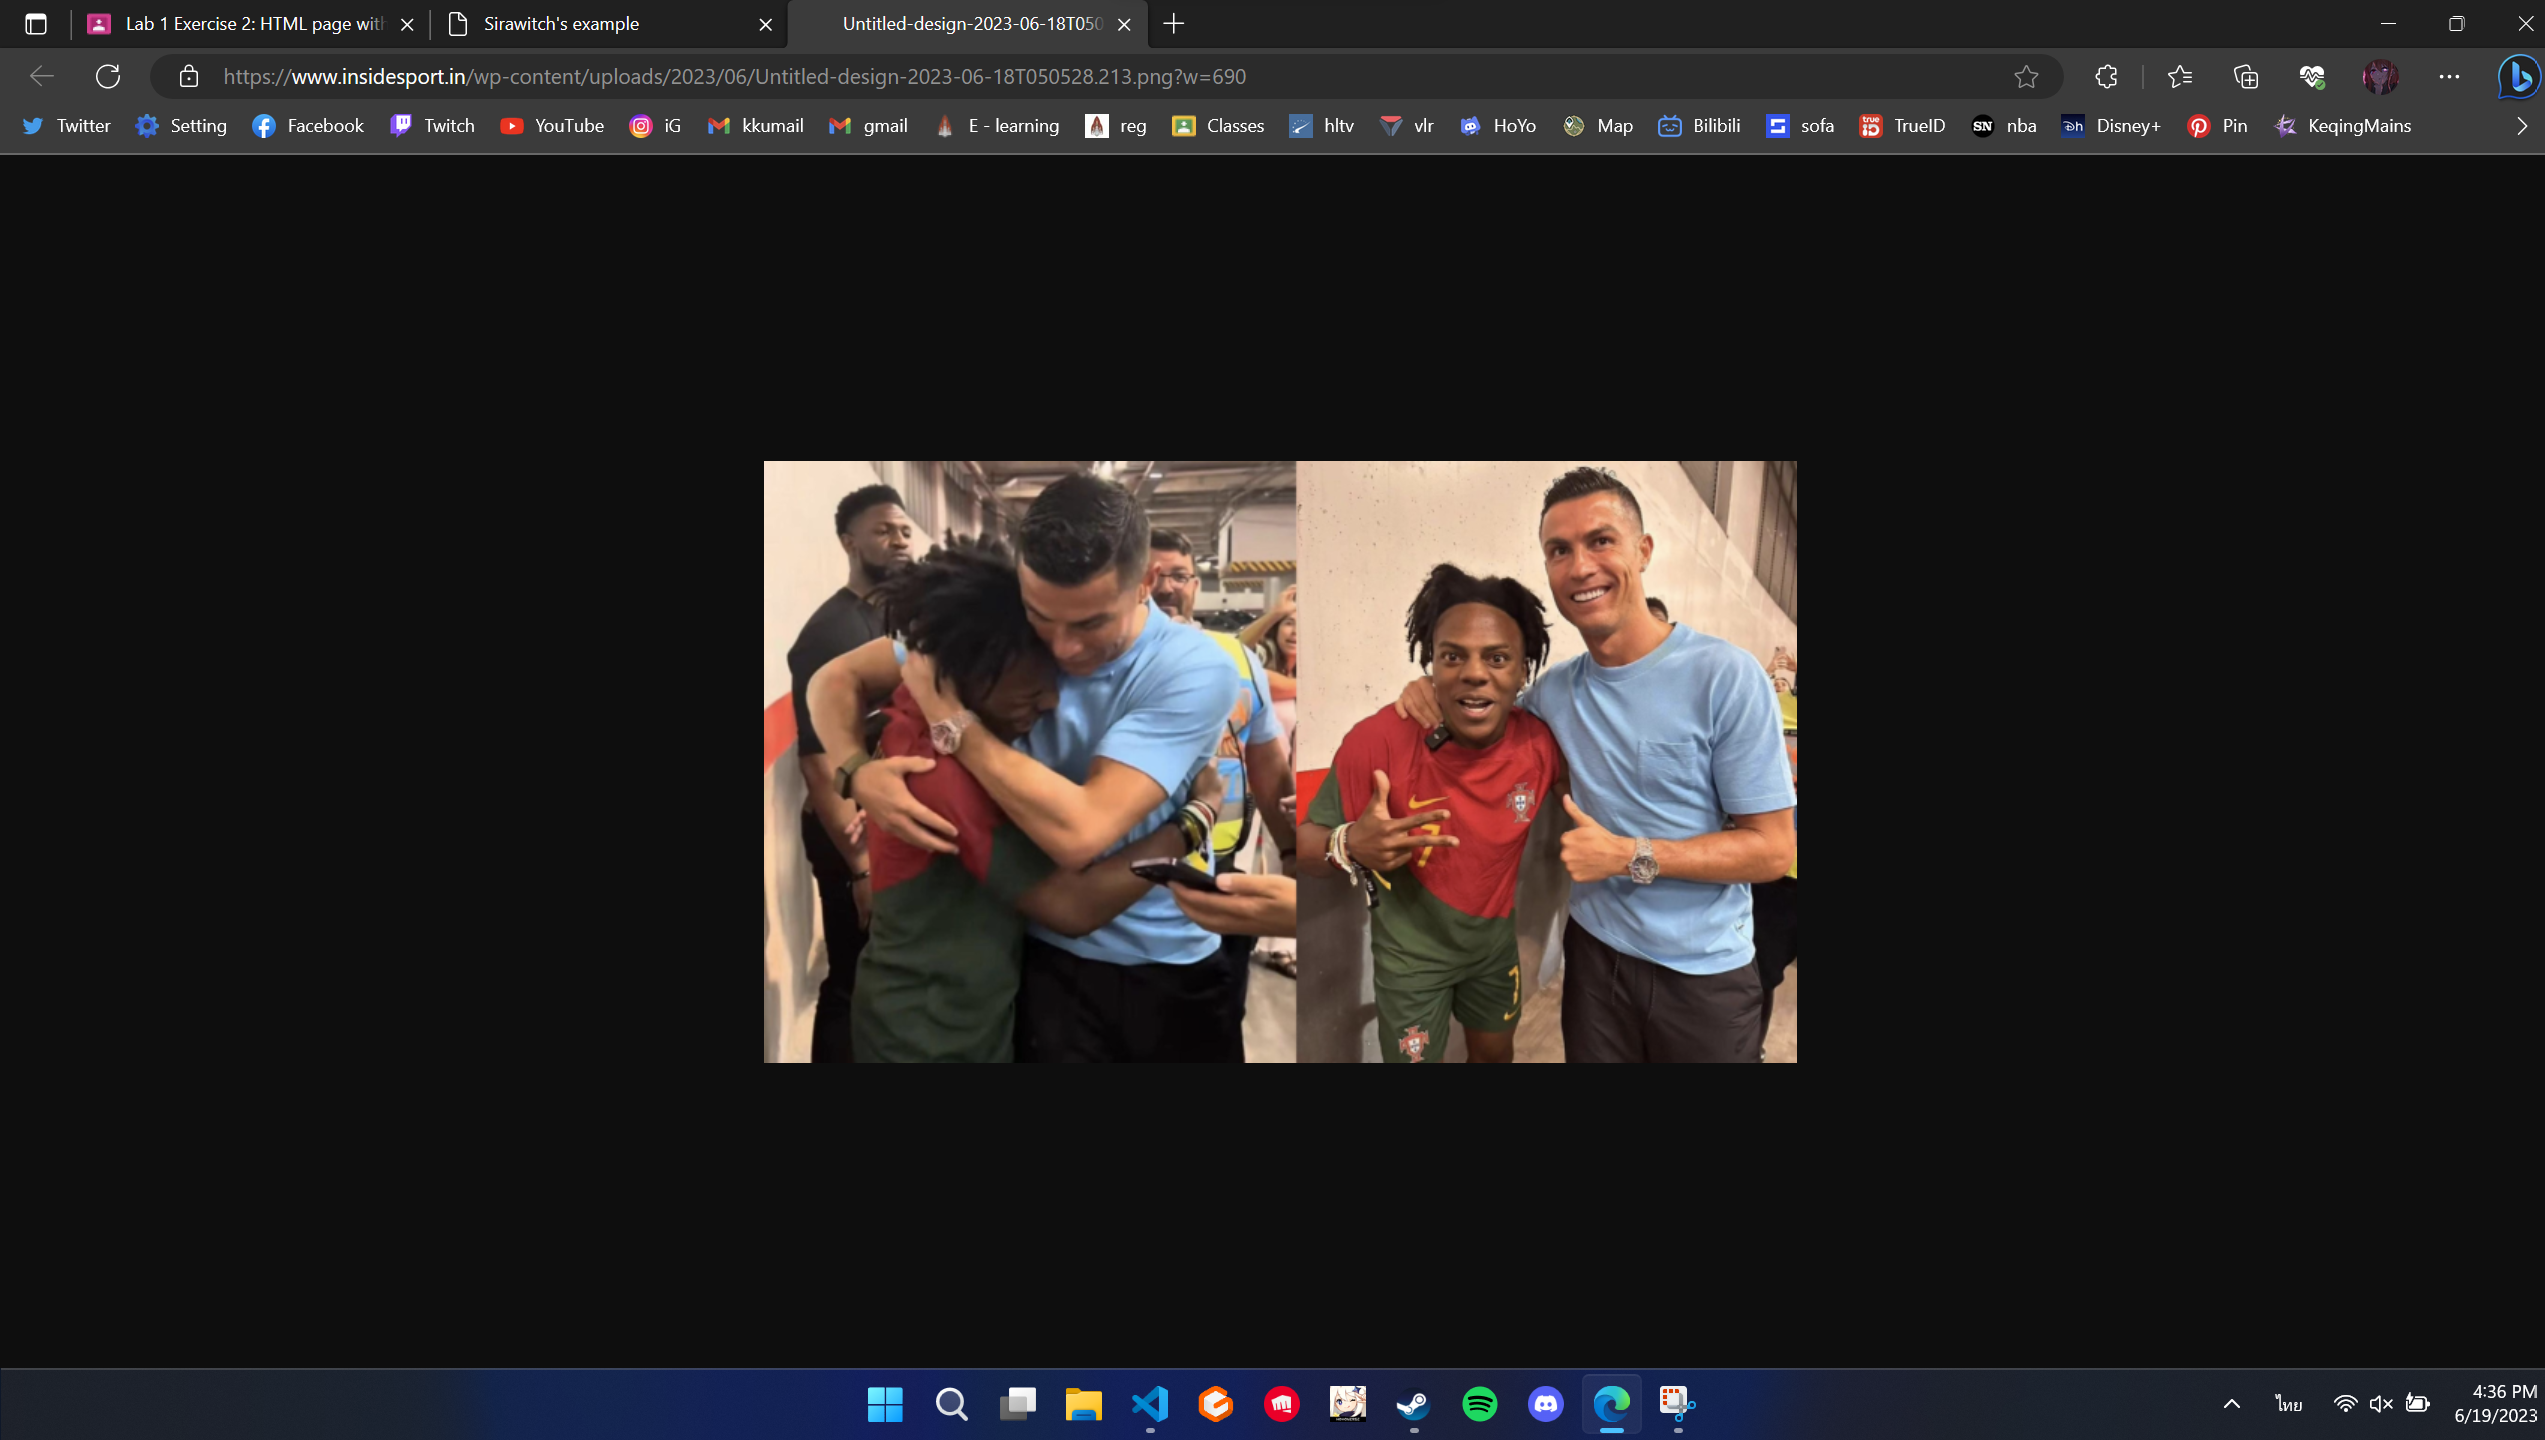 Lab 1 Exercise 2: HTML page with
Sirawitch's example
Untitled-design-2023-06-18T050
https://www.insidesport.in/wp-content/uploads/2023/06/Untitled-design-2023-06-18T050528.213.png?w=690
Twitter Setting Facebook Twitch YouTube iG kkumail gmail E - learning reg Classes hltv vlr HoYo Map Bilibili sofa TrueID nba Disney+ Pin KeqingMains
7
7
ไทย
4:36 PM
6/19/2023